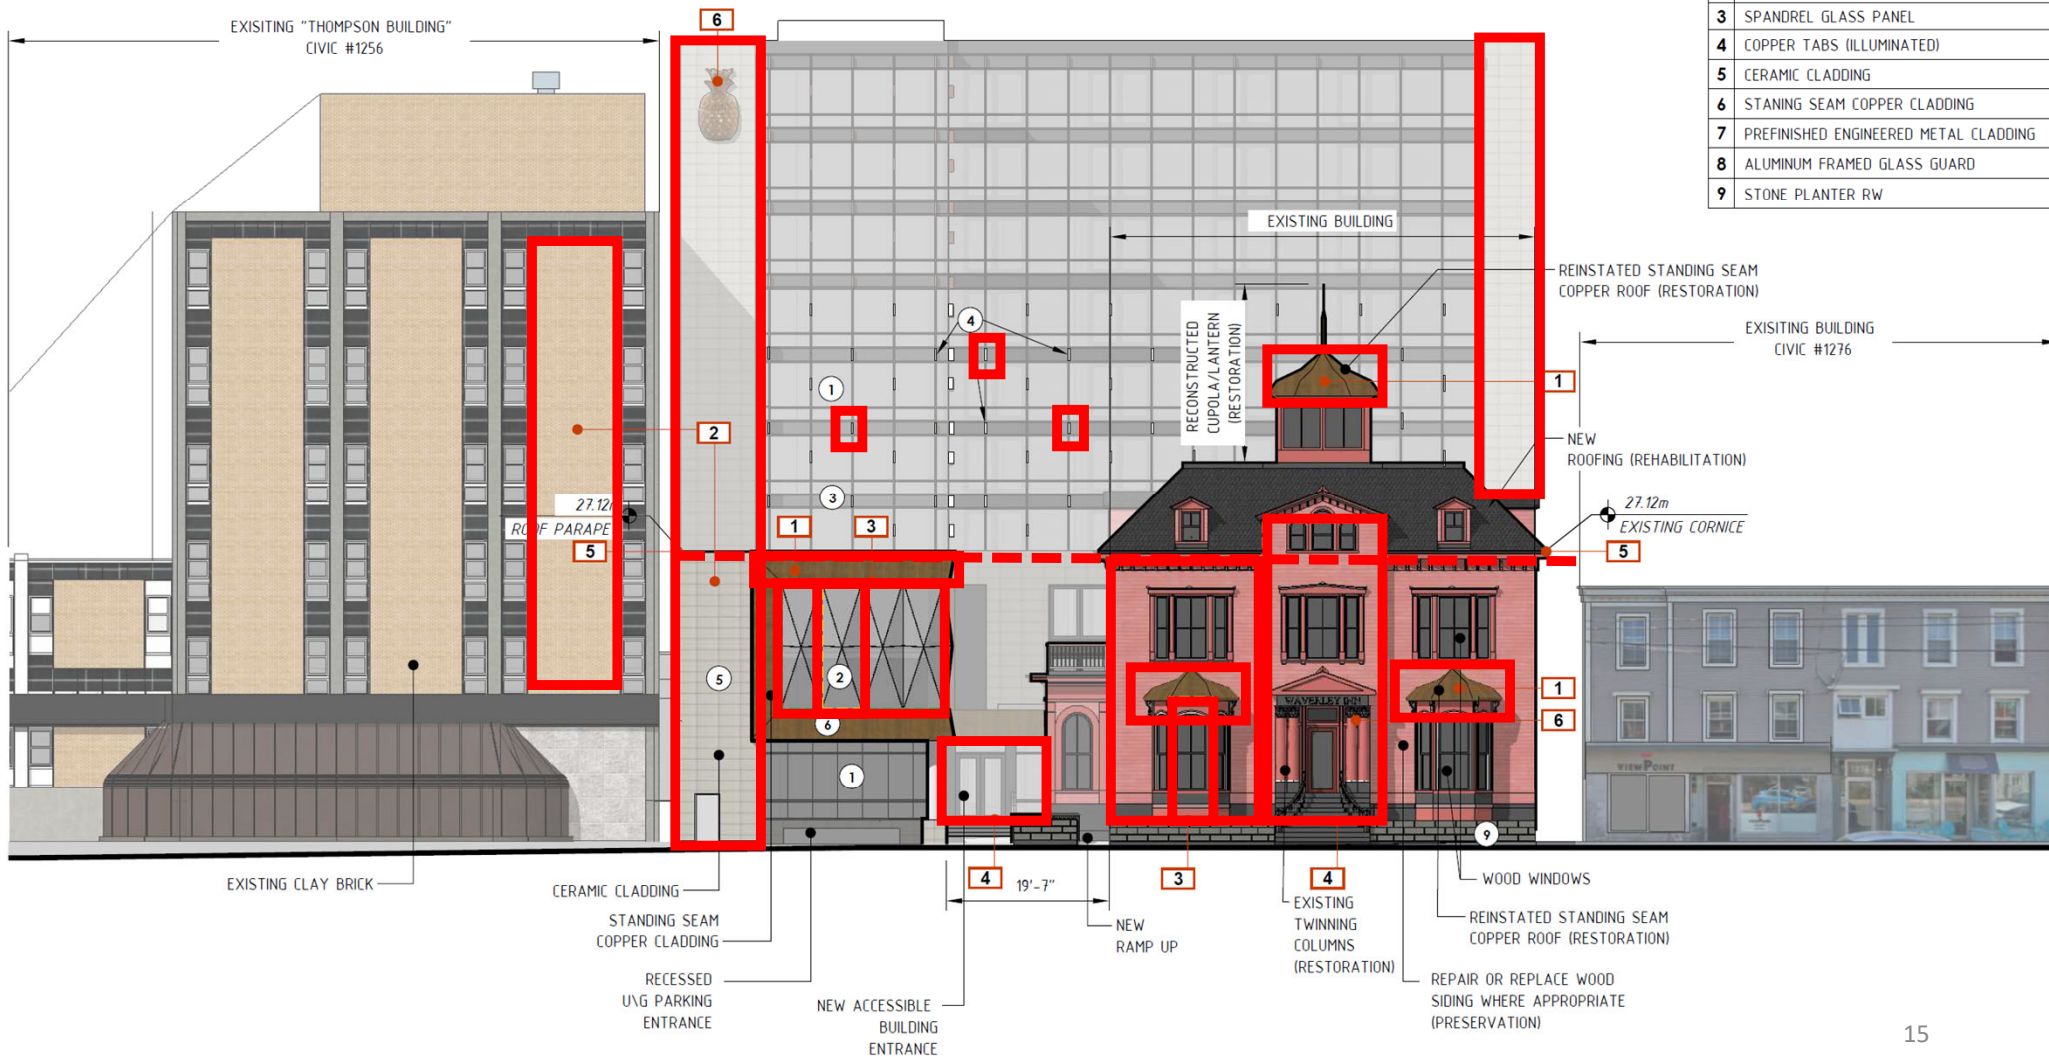 EXISITING "THOMPSON BUILDING"
CIVIC #1256
6
3 SPANDREL GLASS PANEL
4 COPPER TABS (ILLUMINATED)
5 CERAMIC CLADDING
6 STANING SEAM COPPER CLADDING
7 PREFINISHED ENGINEERED METAL CLADDING
8 ALUMINUM FRAMED GLASS GUARD
9 STONE PLANTER RW
EXISTING BUILDING
REINSTATED STANDING SEAM
COPPER ROOF (RESTORATION)
RECONSTRUCTED
CUPOLA/LANTERN
(RESTORATION)
4
EXISITING BUILDING
CIVIC #1276
1
1
2
NEW
ROOFING (REHABILITATION)
3
27.12m
ROOF PARAPE
27.12m
EXISTING CORNICE
1
3
5
5
5
2
6
1
1
6
WAVERLEY INN
VIEWPOINT
9
EXISTING CLAY BRICK
CERAMIC CLADDING
STANDING SEAM
COPPER CLADDING
RECESSED
U\G PARKING
ENTRANCE
NEW ACCESSIBLE
BUILDING
ENTRANCE
4
19'-7"
NEW
RAMP UP
3
4
EXISTING
TWINNING
COLUMNS
(RESTORATION)
WOOD WINDOWS
REINSTATED STANDING SEAM
COPPER ROOF (RESTORATION)
REPAIR OR REPLACE WOOD
SIDING WHERE APPROPRIATE
(PRESERVATION)
15